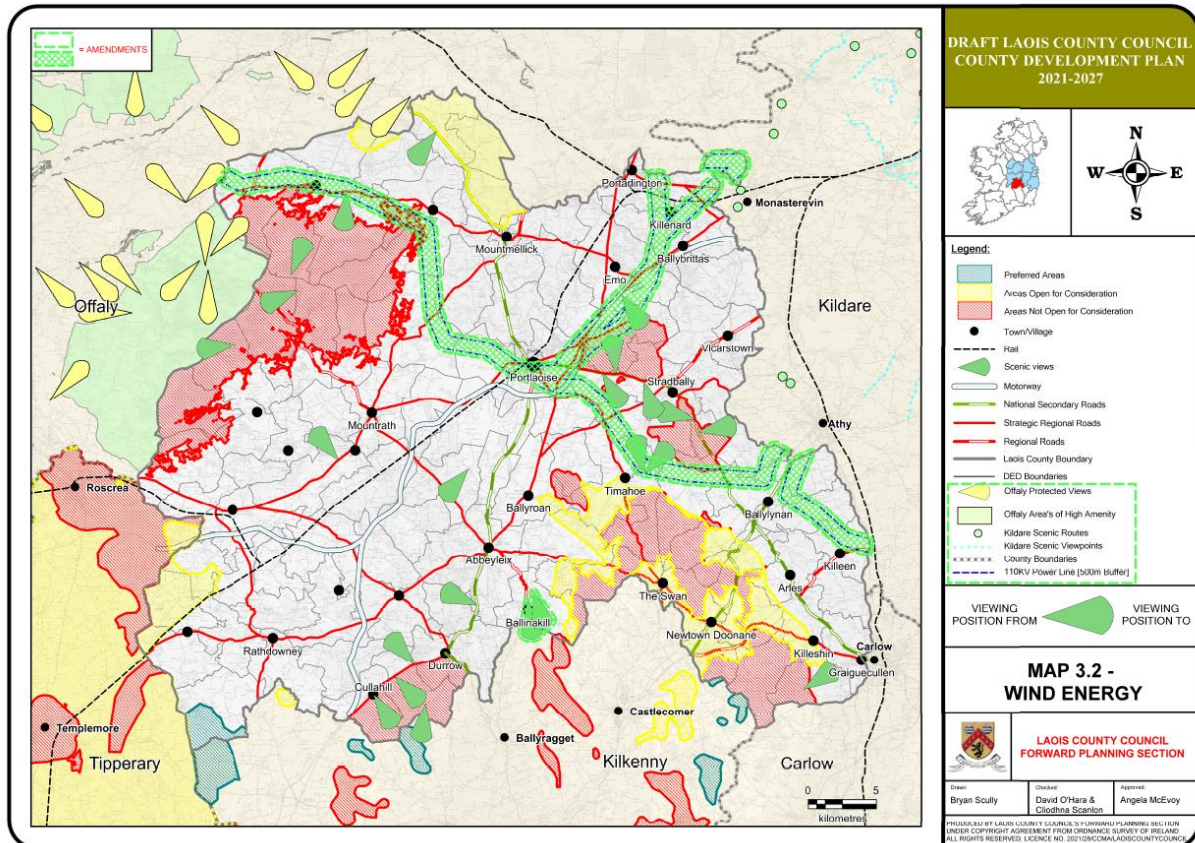 = AMENDMENTS
Portarlington
Monasterevin
Killenard
Mountmellick
Ballybrittas
Emo
Offaly
Kildare
Vicarstown
Portlaoise
Stradbally
Mountrath
Athy
Roscrea
Timahoe
Ballyroan
Ballylynan
Abbeyleix
Killeen
The Swan
Arles
Ballinakill
Newtown Doonane
Rathdowney
Durrow
Killeshin
Carlow
Graiguecullen
Cullahill
Castlecomer
Templemore
Ballyragget
Tipperary
Kilkenny
Carlow
0 5
kilometres
DRAFT LAOIS COUNTY COUNCIL
COUNTY DEVELOPMENT PLAN
2021-2027
N
W E
S
Legend:
Preferred Areas
Areas Open for Consideration
Areas Not Open for Consideration
Town/Village
Rail
Scenic views
Motorway
National Secondary Roads
Strategic Regional Roads
Regional Roads
Laois County Boundary
DED Boundaries
Offaly Protected Views
Offaly Area's of High Amenity
Kildare Scenic Routes
Kildare Scenic Viewpoints
County Boundaries
110KV Power Line [500m Buffer]
VIEWING POSITION FROM
VIEWING POSITION TO
MAP 3.2 -
WIND ENERGY
LAOIS COUNTY COUNCIL
FORWARD PLANNING SECTION
Drawn:
Bryan Scully
Checked:
David O'Hara &
Cliodhna Scanlon
Approved:
Angela McEvoy
PRODUCED BY LAOIS COUNTY COUNCIL'S FORWARD PLANNING SECTION
UNDER COPYRIGHT AGREEMENT FROM ORDNANCE SURVEY OF IRELAND.
ALL RIGHTS RESERVED. LICENCE NO. 2021/28/CCMA/LAOISCOUNTYCOUNCIL